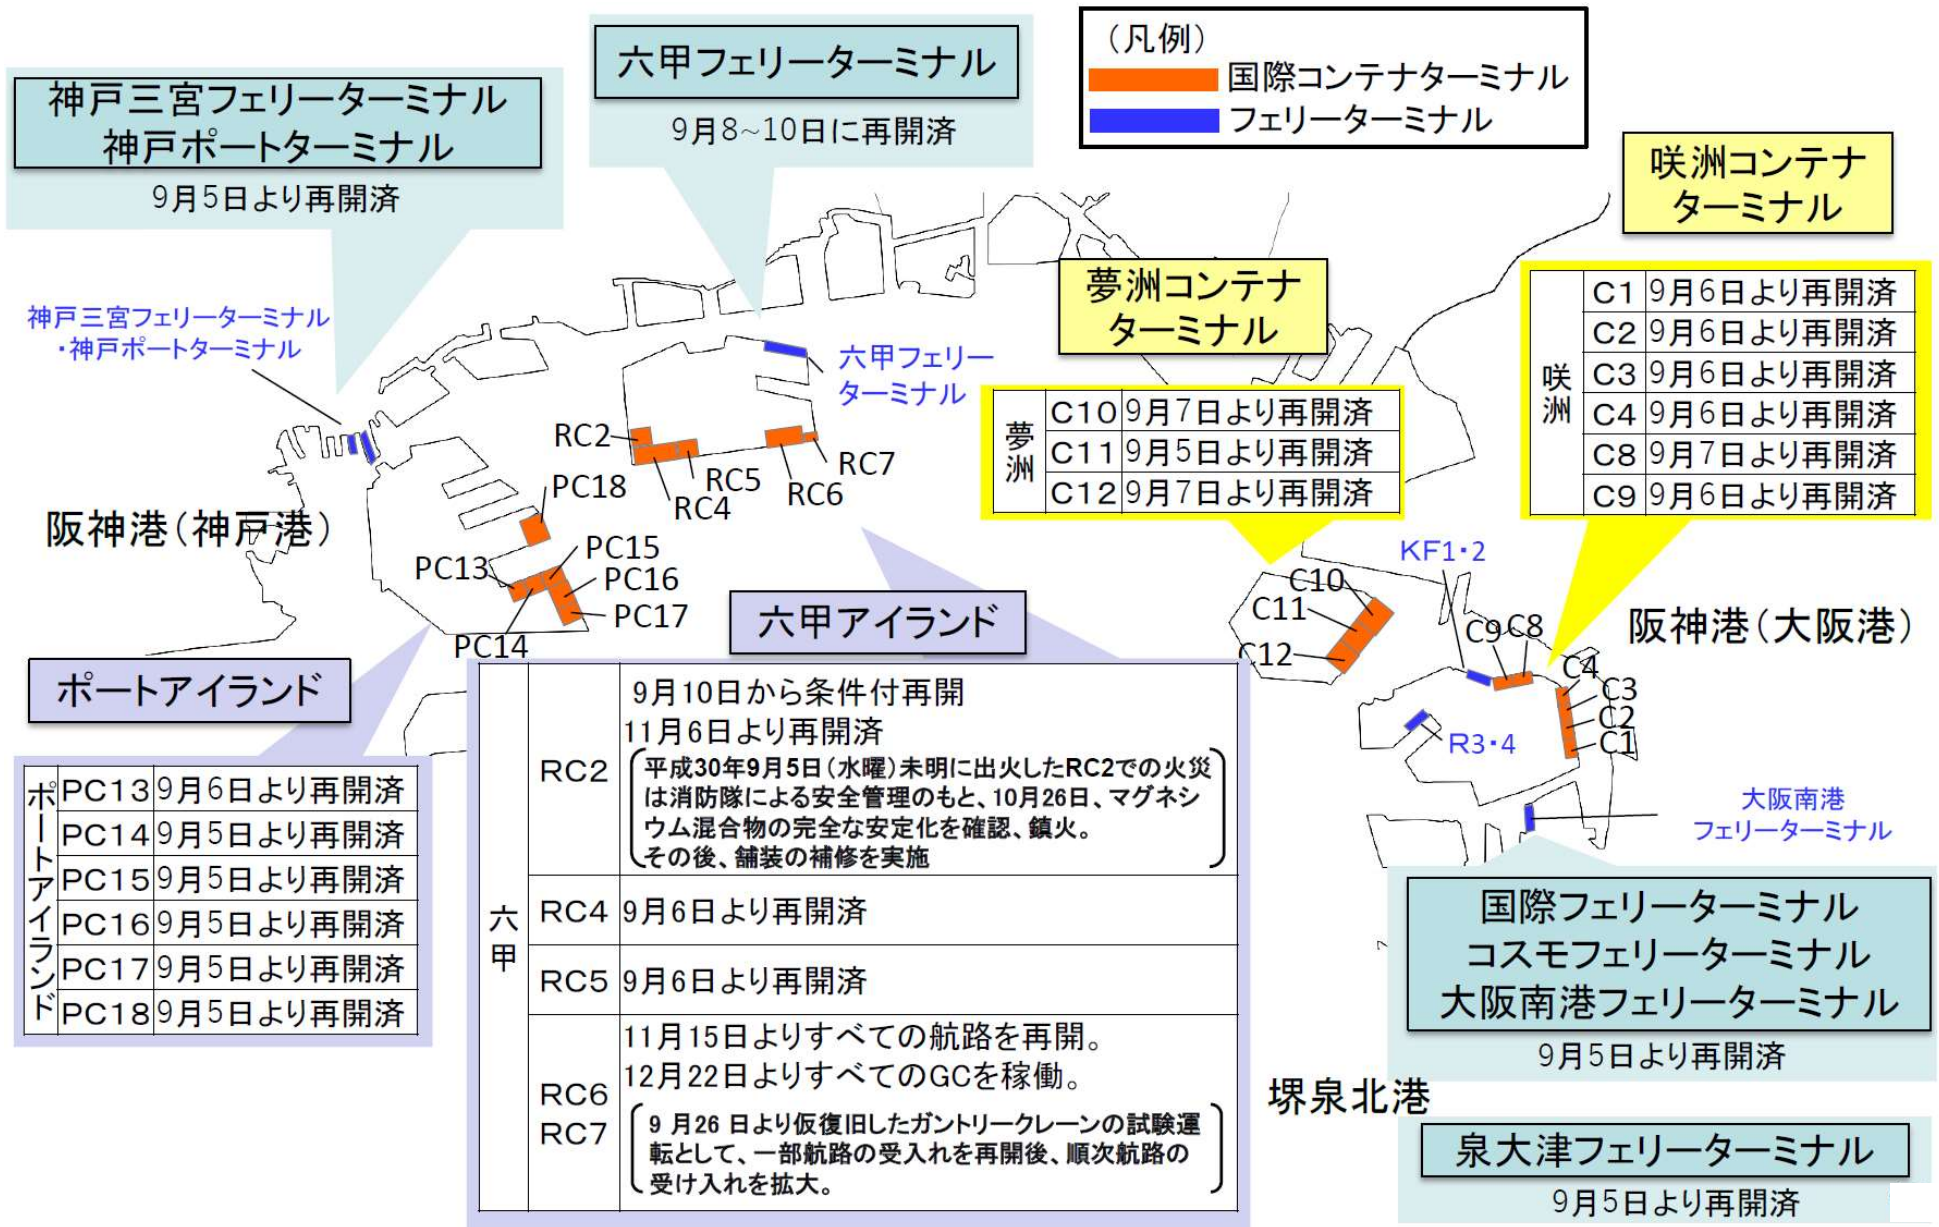 神戸三宮フェリーターミナル
神戸ポートターミナル
9月5日より再開済
六甲フェリーターミナル
9月8~10日に再開済
(凡例)
国際コンテナターミナル
フェリーターミナル
咲洲コンテナ
ターミナル
咲洲
C1 9月6日より再開済
C2 9月6日より再開済
C3 9月6日より再開済
C4 9月6日より再開済
C8 9月7日より再開済
C9 9月6日より再開済
夢洲コンテナ
ターミナル
夢洲
C10 9月7日より再開済
C11 9月5日より再開済
C12 9月7日より再開済
神戸三宮フェリーターミナル
・神戸ポートターミナル
六甲フェリー
ターミナル
RC2
RC4
RC5
RC6
RC7
PC18
PC15
PC16
PC13
PC17
PC14
阪神港(神戸港)
KF1・2
C10
C11
C12
C9
C8
C4
C3
C2
C1
R3・4
阪神港(大阪港)
大阪南港
フェリーターミナル
ポートアイランド
ポートアイランド
PC13 9月6日より再開済
PC14 9月5日より再開済
PC15 9月5日より再開済
PC16 9月5日より再開済
PC17 9月5日より再開済
PC18 9月5日より再開済
六甲アイランド
六甲
RC2
9月10日から条件付再開
11月6日より再開済
平成30年9月5日(水曜)未明に出火したRC2での火災
は消防隊による安全管理のもと、10月26日、マグネシ
ウム混合物の完全な安定化を確認、鎮火。
その後、舗装の補修を実施
RC4 9月6日より再開済
RC5 9月6日より再開済
RC6
RC7
11月15日よりすべての航路を再開。
12月22日よりすべてのGCを稼働。
9月26日より仮復旧したガントリークレーンの試験運
転として、一部航路の受入れを再開後、順次航路の
受け入れを拡大。
国際フェリーターミナル
コスモフェリーターミナル
大阪南港フェリーターミナル
9月5日より再開済
堺泉北港
泉大津フェリーターミナル
9月5日より再開済